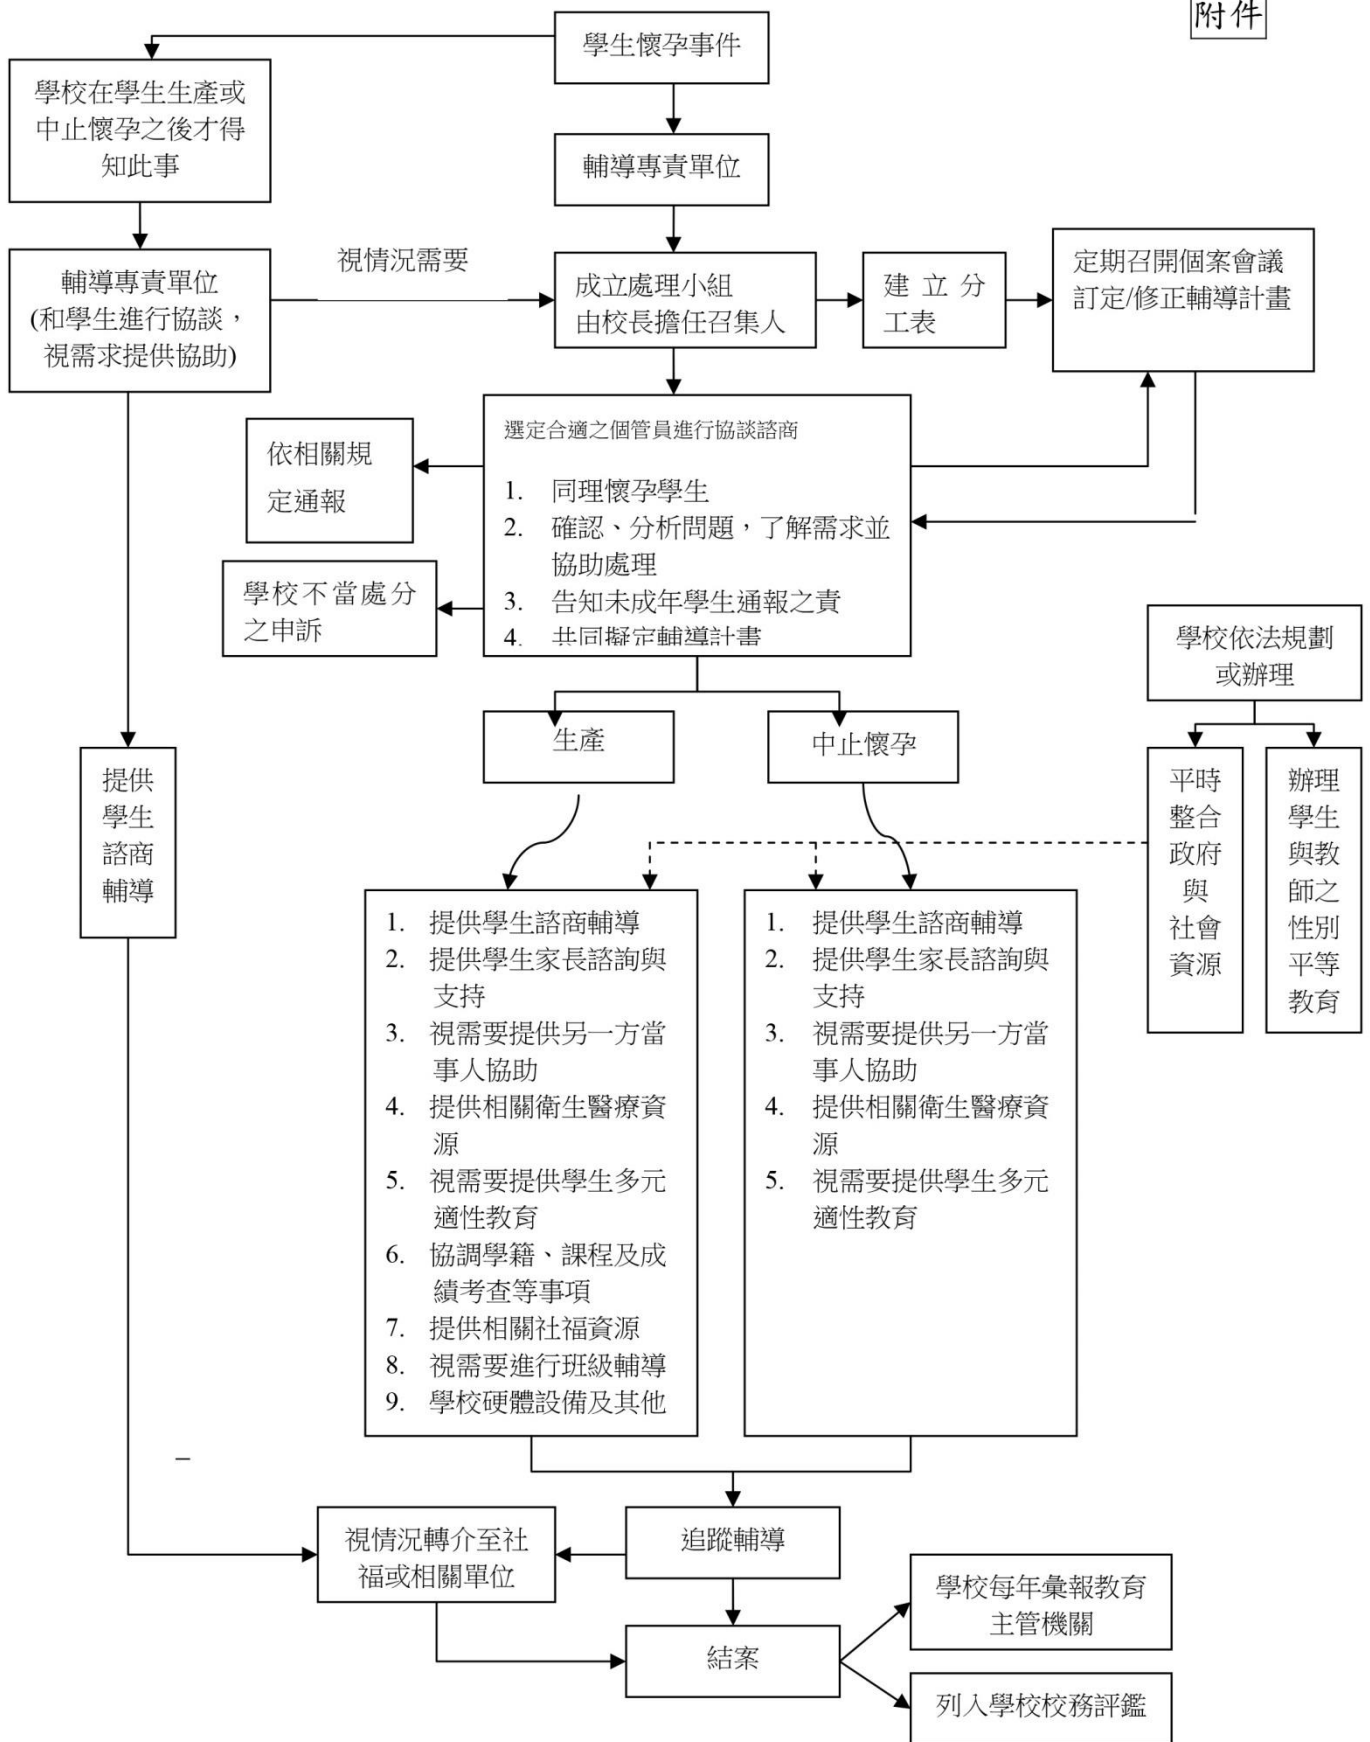 附件
學生懷孕事件
學校在學生生產或
中止懷孕之後才得
知此事
輔導專責單位
輔導專責單位
(和學生進行協談，
視需求提供協助)
視情況需要
成立處理小組
由校長擔任召集人
建立分
工表
定期召開個案會議
訂定/修正輔導計畫
選定合適之個管員進行協談諮商
1. 同理懷孕學生
2. 確認、分析問題，了解需求並
協助處理
3. 告知未成年學生通報之責
4. 共同擬定輔導計畫
依相關規
定通報
學校不當處分
之申訴
學校依法規劃
或辦理
生產
中止懷孕
平時
整合
政府
與
社會
資源
辦理
學生
與教
師之
性別
平等
教育
提供
學生
諮商
輔導
1. 提供學生諮商輔導
2. 提供學生家長諮詢與
支持
3. 視需要提供另一方當
事人協助
4. 提供相關衛生醫療資
源
5. 視需要提供學生多元
適性教育
6. 協調學籍、課程及成
績考查等事項
7. 提供相關社福資源
8. 視需要進行班級輔導
9. 學校硬體設備及其他
1. 提供學生諮商輔導
2. 提供學生家長諮詢與
支持
3. 視需要提供另一方當
事人協助
4. 提供相關衛生醫療資
源
5. 視需要提供學生多元
適性教育
視情況轉介至社
福或相關單位
追蹤輔導
結案
學校每年彙報教育
主管機關
列入學校校務評鑑